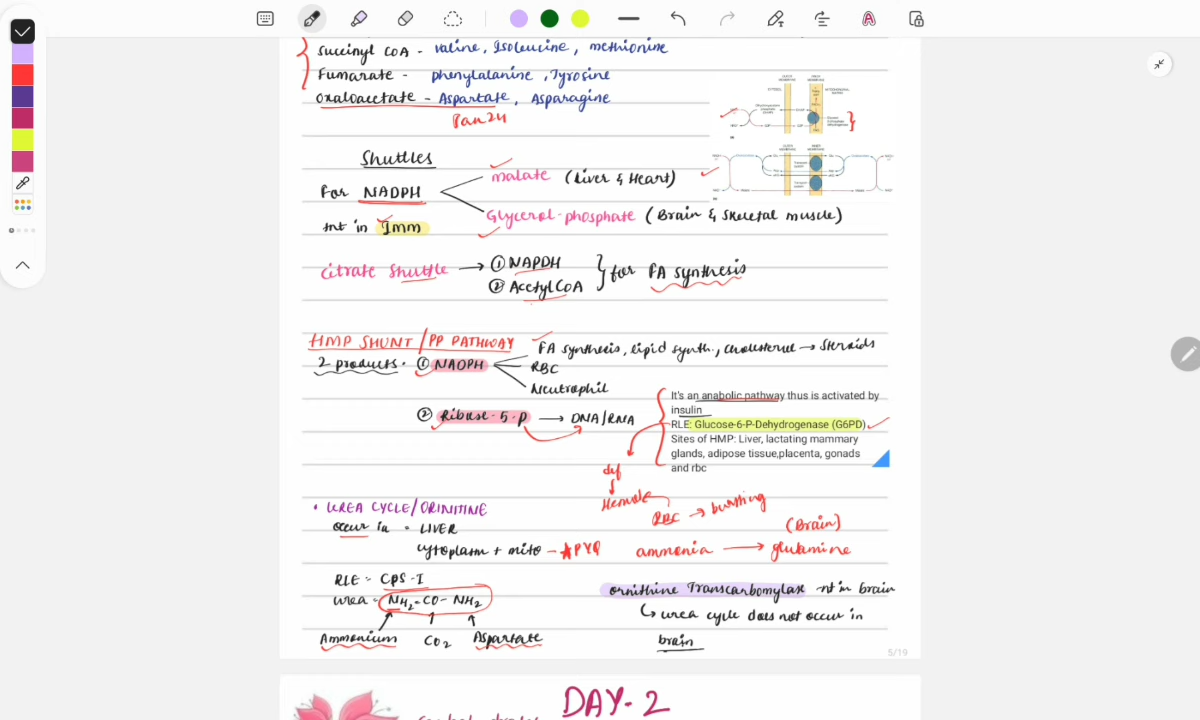 Succinyl CoA - valine, Isoleucine, methionine
Fumarate - phenylalanine, Tyrosine
Oxaloacetate - Aspartate, Asparagine
Shuttles
malate (Liver & Heart)
For NADPH
Glycerol-phosphate (Brain & Skeletal muscle)
Int in Imm
citrate shuttle → ① NAPDH
② Acetyl CoA } for FA synthesis
HMP SHUNT / PP PATHWAY
FA synthesis, lipid synth., cholesterol → steroids
2 products. ① NADPH
RBC
Neutrophil
② Ribose-5-p → DNA/RNA
It's an anabolic pathway thus is activated by
insulin
RLE: Glucose-6-P-Dehydrogenase (G6PD)
Sites of HMP: Liver, lactating mammary
glands, adipose tissue,placenta, gonads
and rbc
def
RBC → bursting
• UREA CYCLE/ORINITINE
occur in = LIVER
cytoplasm + mito - ★PYQ
(Brain)
ammonia → glutamine
RLE = CPS-I
urea = NH2-CO-NH2
Ammonium CO2 Aspartate
ornithine Transcarbomylase -nt in brain
↳ urea cycle does not occur in
brain
5/19
DAY-2